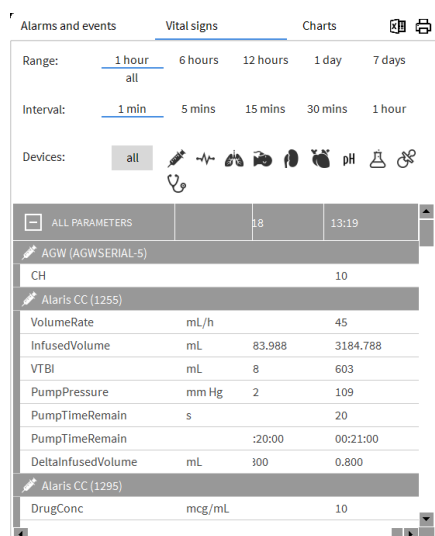 Alarms and events Vital signs Charts
Range: 1 hour 6 hours 12 hours 1 day 7 days
all
Interval: 1 min 5 mins 15 mins 30 mins 1 hour
Devices: all pH
ALL PARAMETERS 18 13:19
AGW (AGWSERIAL-5)
CH 10
Alaris CC (1255)
VolumeRate mL/h 45
InfusedVolume mL 83.988 3184.788
VTBI mL 8 603
PumpPressure mm Hg 2 109
PumpTimeRemain s 20
PumpTimeRemain :20:00 00:21:00
DeltaInfusedVolume mL 300 0.800
Alaris CC (1295)
DrugConc mcg/mL 10